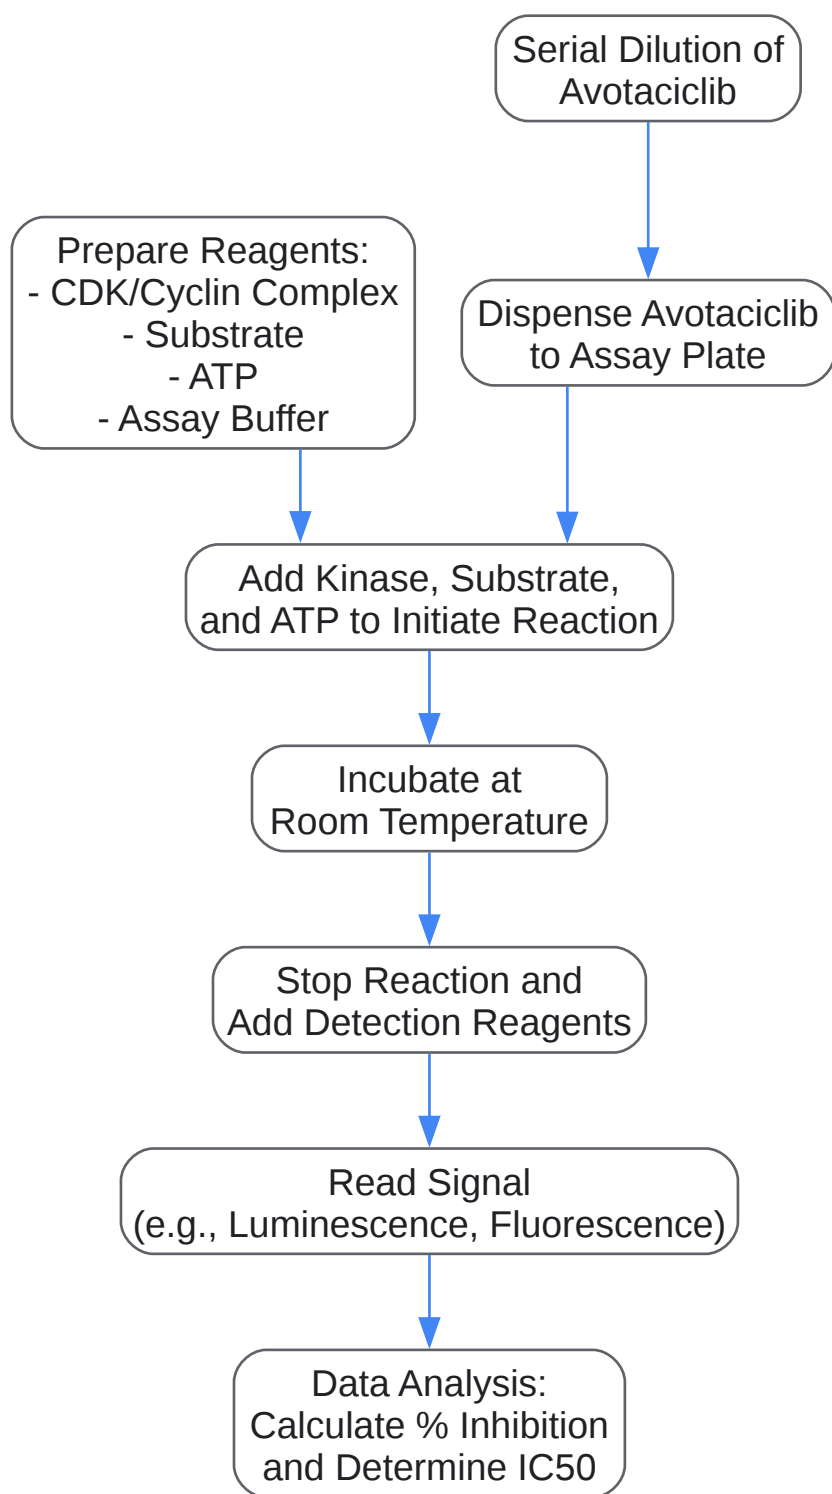 Serial Dilution of
Avotaciclib
Prepare Reagents:
- CDK/Cyclin Complex
- Substrate
- ATP
- Assay Buffer
Dispense Avotaciclib
to Assay Plate
Add Kinase, Substrate,
and ATP to Initiate Reaction
Incubate at
Room Temperature
Stop Reaction and
Add Detection Reagents
Read Signal
(e.g., Luminescence, Fluorescence)
Data Analysis:
Calculate % Inhibition
and Determine IC50